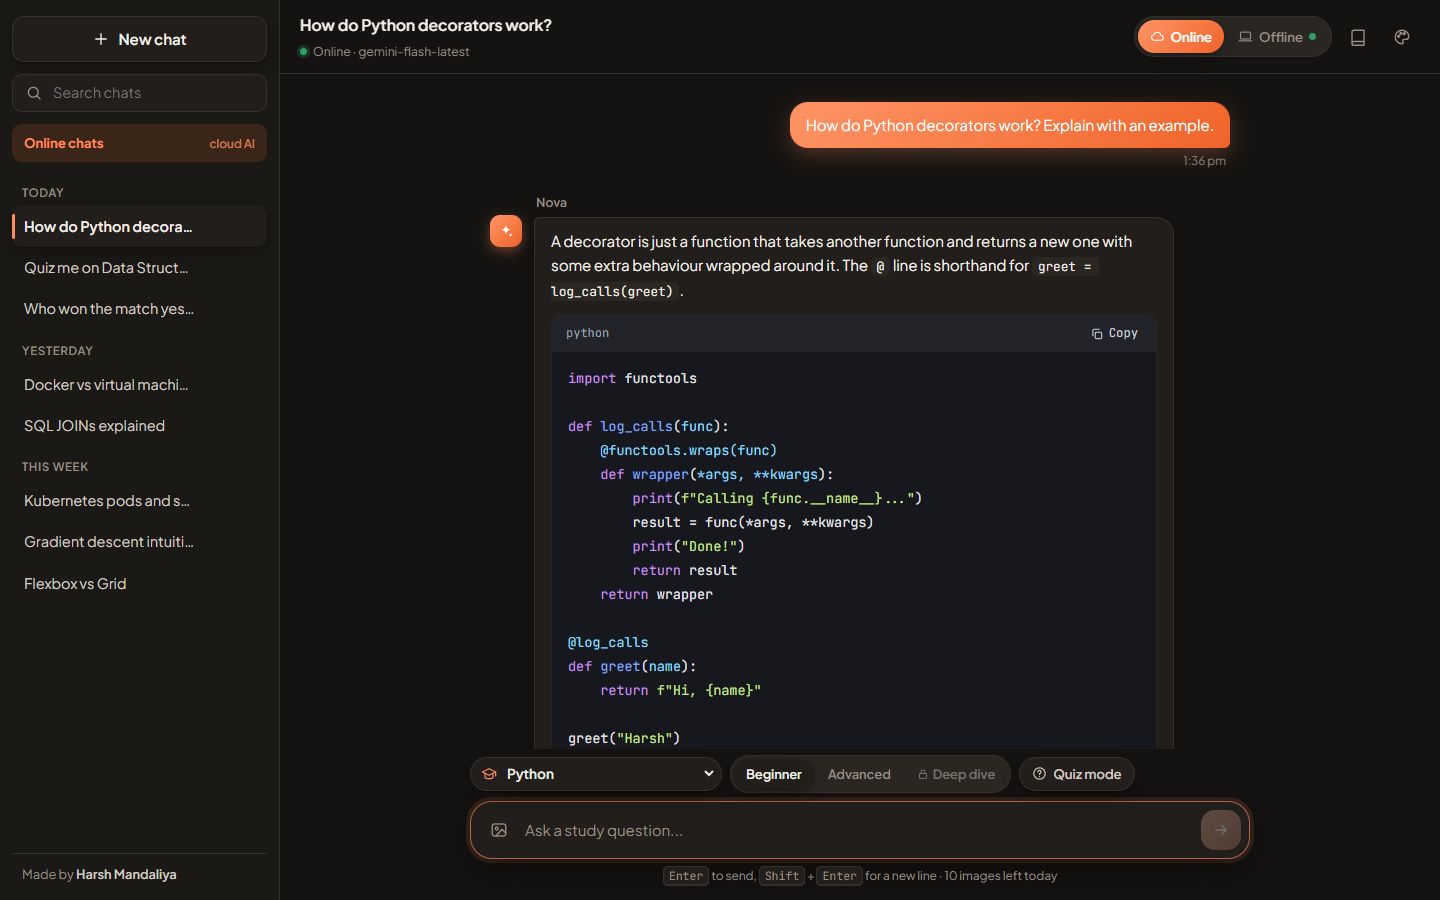 New chat
Search chats
Online chats cloud AI
TODAY
How do Python decora...
Quiz me on Data Struct...
Who won the match yes...
YESTERDAY
Docker vs virtual machi...
SQL JOINs explained
THIS WEEK
Kubernetes pods and s...
Gradient descent intuiti...
Flexbox vs Grid
Made by Harsh Mandaliya
How do Python decorators work?
Online · gemini-flash-latest
Online
Offline
How do Python decorators work? Explain with an example.
1:36 pm
Nova
A decorator is just a function that takes another function and returns a new one with
some extra behaviour wrapped around it. The @ line is shorthand for greet =
log_calls(greet) .
python
Copy
import functools
def log_calls(func):
    @functools.wraps(func)
    def wrapper(*args, **kwargs):
        print(f"Calling {func.__name__}...")
        result = func(*args, **kwargs)
        print("Done!")
        return result
    return wrapper
@log_calls
def greet(name):
    return f"Hi, {name}"
greet("Harsh")
Python
Beginner
Advanced
Deep dive
Quiz mode
Ask a study question...
Enter to send, Shift + Enter for a new line · 10 images left today